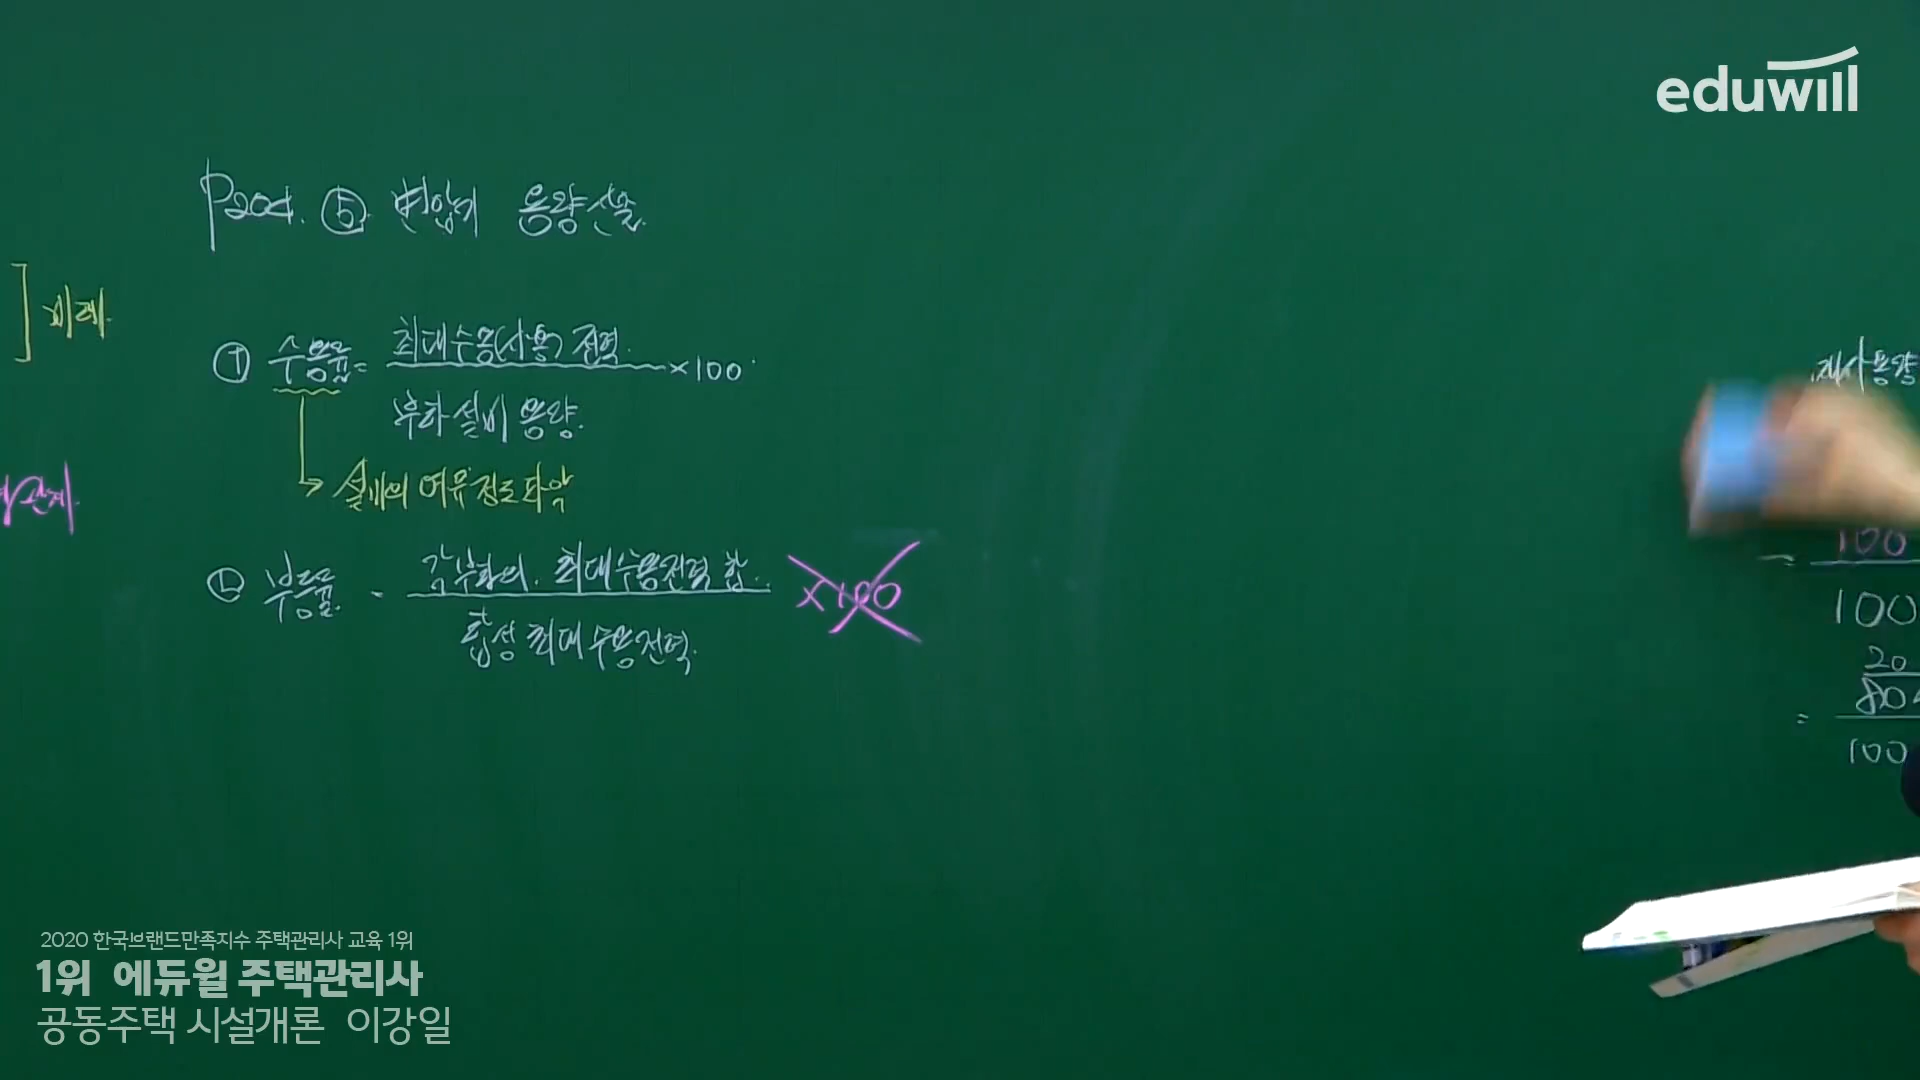 eduwill
P204. ⑤ 변압기 용량산출.
] 비례.
㉠ 수용률 = 최대수용(사용) 전력. ×100
부하설비 용량.
→ 설비의 여유정도파악
관계
㉡ 부등률 = 각부하의. 최대수용전력 합. ×100
합성최대수용전력.
사용량
= 100
100
20
= 80
100
2020 한국브랜드만족지수 주택관리사 교육 1위
1위 에듀윌 주택관리사
공동주택 시설개론 이강일